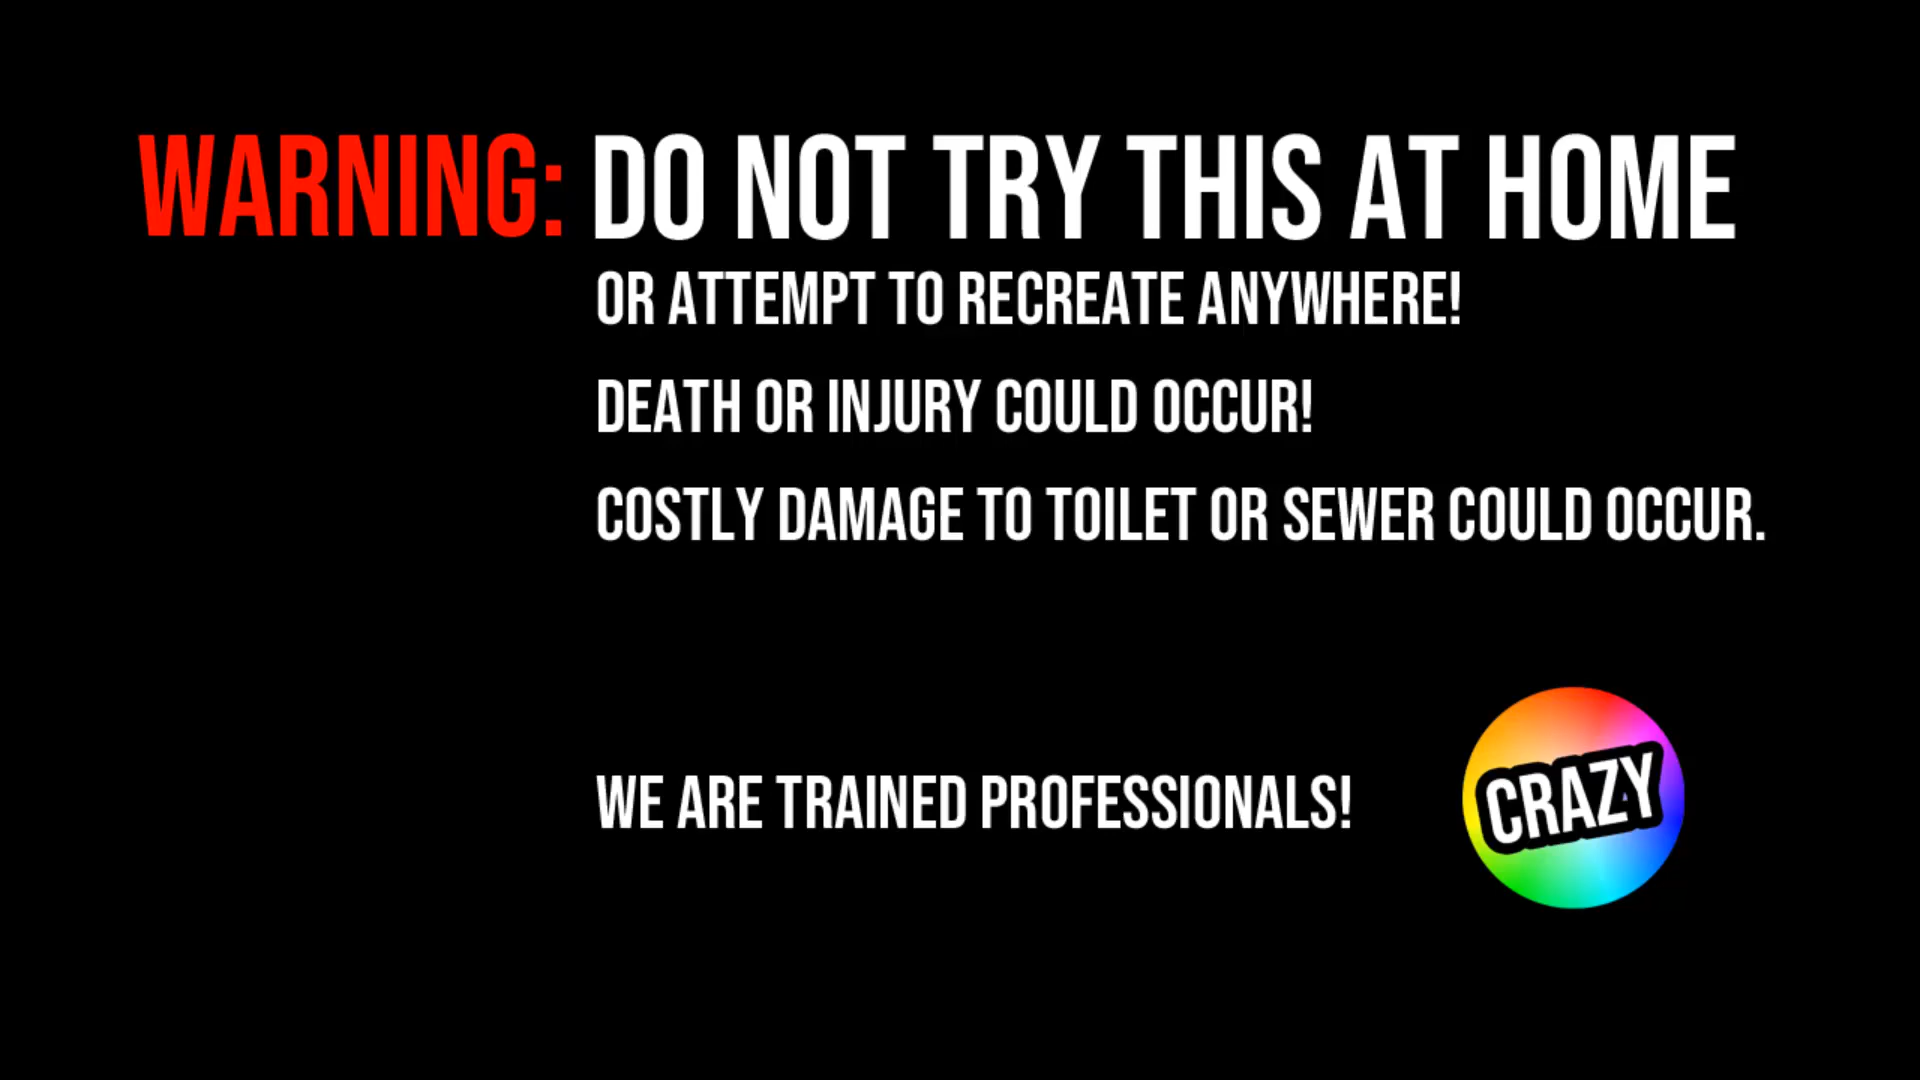 WARNING: DO NOT TRY THIS AT HOME
OR ATTEMPT TO RECREATE ANYWHERE!
DEATH OR INJURY COULD OCCUR!
COSTLY DAMAGE TO TOILET OR SEWER COULD OCCUR.
WE ARE TRAINED PROFESSIONALS!
CRAZY